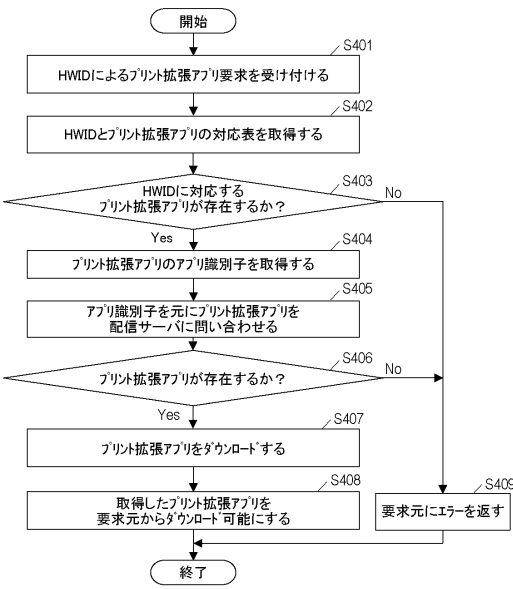 開始
S401
HWIDによるプリント拡張アプリ要求を受け付ける
S402
HWIDとプリント拡張アプリの対応表を取得する
S403
HWIDに対応する
プリント拡張アプリが存在するか？
No
Yes
S404
プリント拡張アプリのアプリ識別子を取得する
S405
アプリ識別子を元にプリント拡張アプリを
配信サーバに問い合わせる
S406
プリント拡張アプリが存在するか？
No
Yes
S407
プリント拡張アプリをダウンロードする
S408
取得したプリント拡張アプリを
要求元からダウンロード可能にする
S409
要求元にエラーを返す
終了